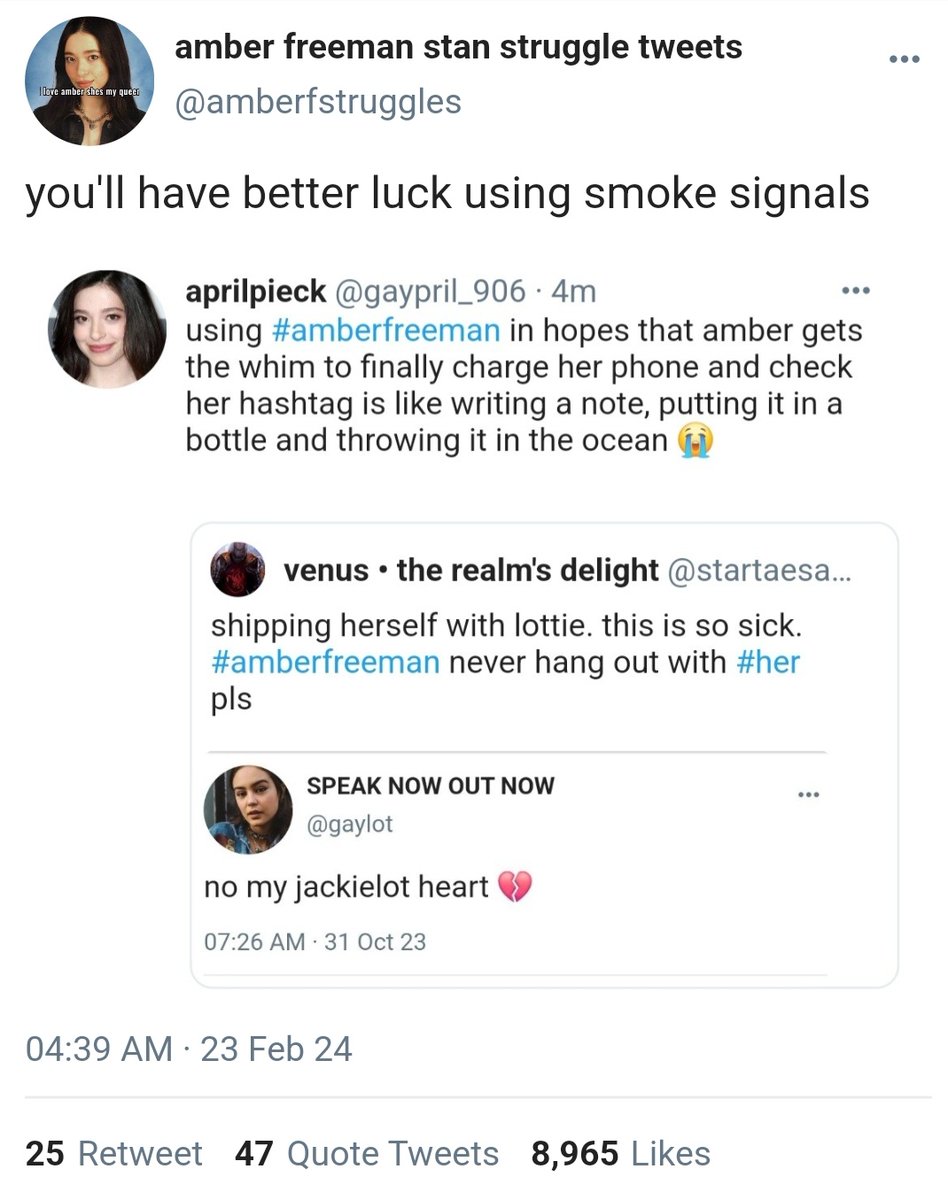 amber freeman stan struggle tweets
@amberfstruggles
I love amber shes my queer
you'll have better luck using smoke signals
aprilpieck @gaypril_906 · 4m
using #amberfreeman in hopes that amber gets
the whim to finally charge her phone and check
her hashtag is like writing a note, putting it in a
bottle and throwing it in the ocean 😭
venus • the realm's delight @startaesa...
shipping herself with lottie. this is so sick.
#amberfreeman never hang out with #her
pls
SPEAK NOW OUT NOW
@gaylot
no my jackielot heart 💔
07:26 AM · 31 Oct 23
04:39 AM · 23 Feb 24
25 Retweet 47 Quote Tweets 8,965 Likes